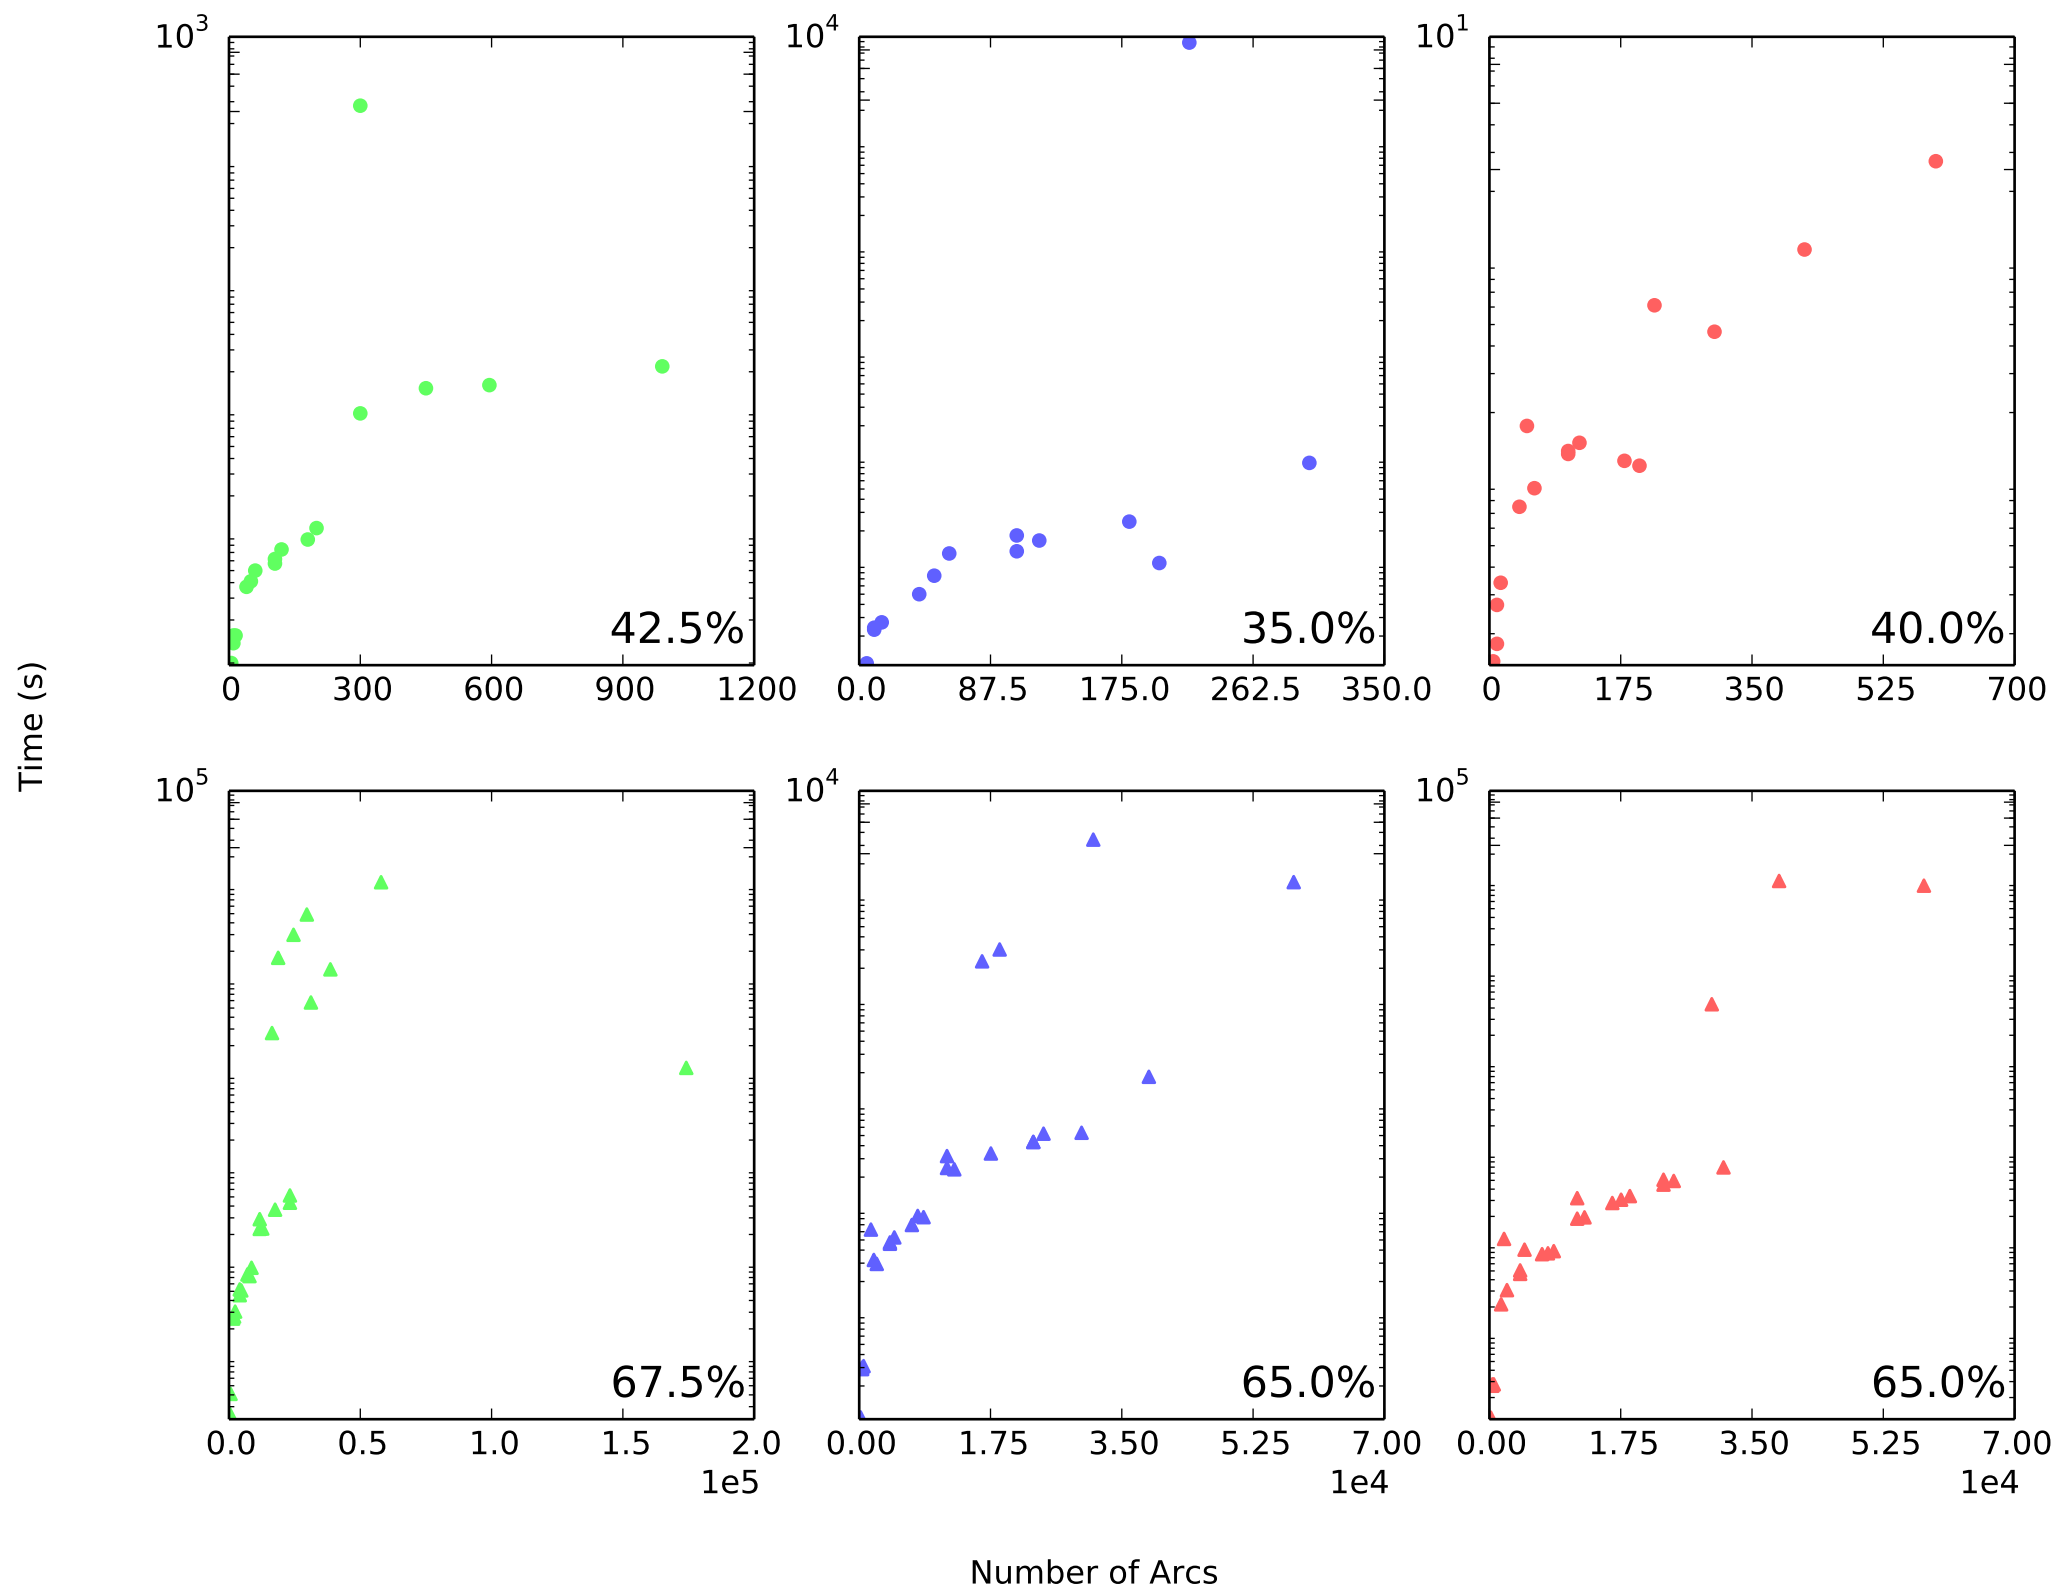 10^3 10^4 10^1
42.5% 35.0% 40.0%
0 300 600 900 1200 0.0 87.5 175.0 262.5 350.0 0 175 350 525 700
Time (s)
10^5 10^4 10^5
67.5% 65.0% 65.0%
0.0 0.5 1.0 1.5 2.0 0.00 1.75 3.50 5.25 7.00 0.00 1.75 3.50 5.25 7.00
1e5 1e4 1e4
Number of Arcs